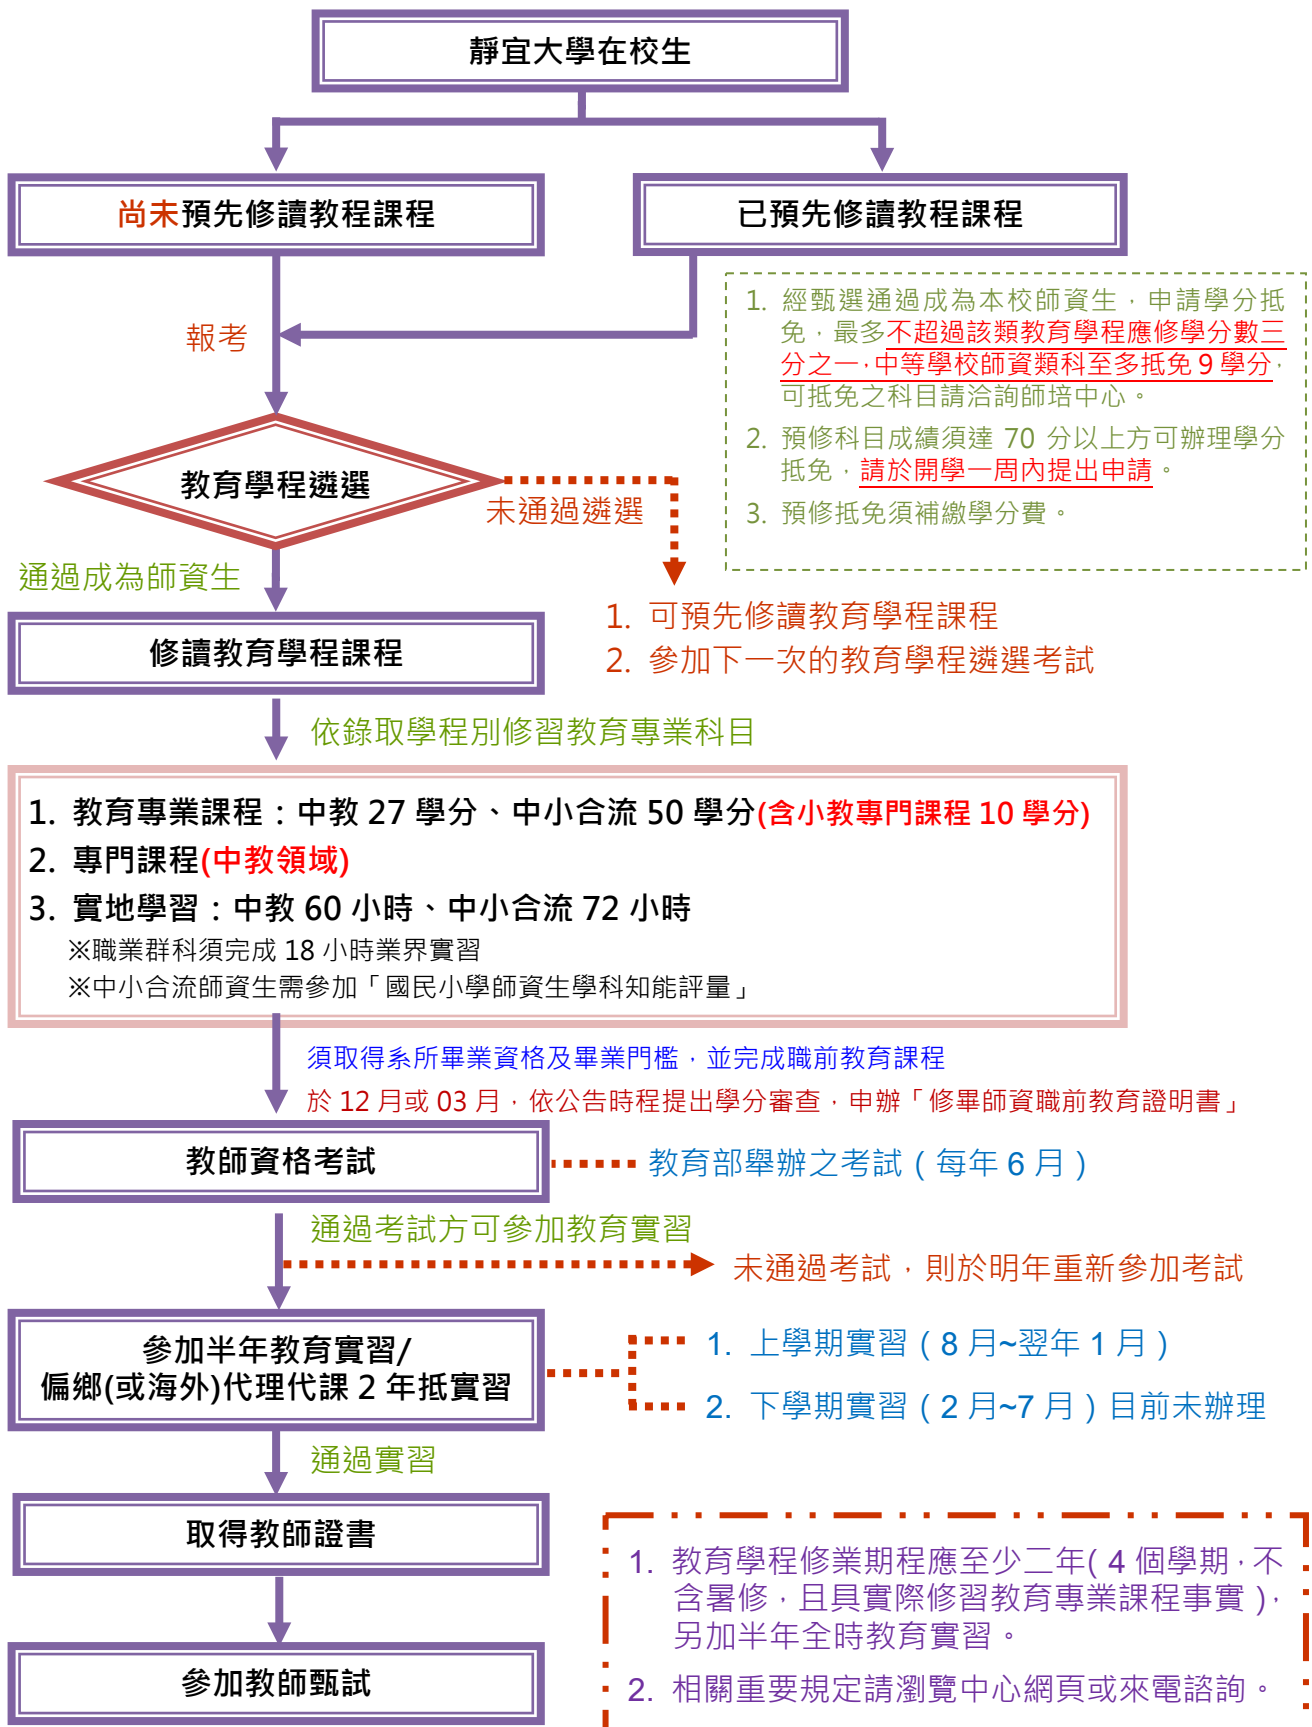 靜宜大學在校生
尚未預先修讀教程課程
已預先修讀教程課程
1. 經甄選通過成為本校師資生，申請學分抵
免，最多不超過該類教育學程應修學分數三
分之一，中等學校師資類科至多抵免 9 學分，
可抵免之科目請洽詢師培中心。
2. 預修科目成績須達 70 分以上方可辦理學分
抵免，請於開學一周內提出申請。
3. 預修抵免須補繳學分費。
報考
教育學程遴選
未通過遴選
通過成為師資生
1. 可預先修讀教育學程課程
2. 參加下一次的教育學程遴選考試
修讀教育學程課程
依錄取學程別修習教育專業科目
1. 教育專業課程：中教 27 學分、中小合流 50 學分(含小教專門課程 10 學分)
2. 專門課程(中教領域)
3. 實地學習：中教 60 小時、中小合流 72 小時
※職業群科須完成 18 小時業界實習
※中小合流師資生需參加「國民小學師資生學科知能評量」
須取得系所畢業資格及畢業門檻，並完成職前教育課程
於 12 月或 03 月，依公告時程提出學分審查，申辦「修畢師資職前教育證明書」
教師資格考試
教育部舉辦之考試（每年 6 月）
通過考試方可參加教育實習
未通過考試，則於明年重新參加考試
參加半年教育實習/
偏鄉(或海外)代理代課 2 年抵實習
1. 上學期實習（8 月~翌年 1 月）
2. 下學期實習（2 月~7 月）目前未辦理
通過實習
取得教師證書
參加教師甄試
1. 教育學程修業期程應至少二年( 4 個學期，不
含暑修，且具實際修習教育專業課程事實 )，
另加半年全時教育實習。
2. 相關重要規定請瀏覽中心網頁或來電諮詢。